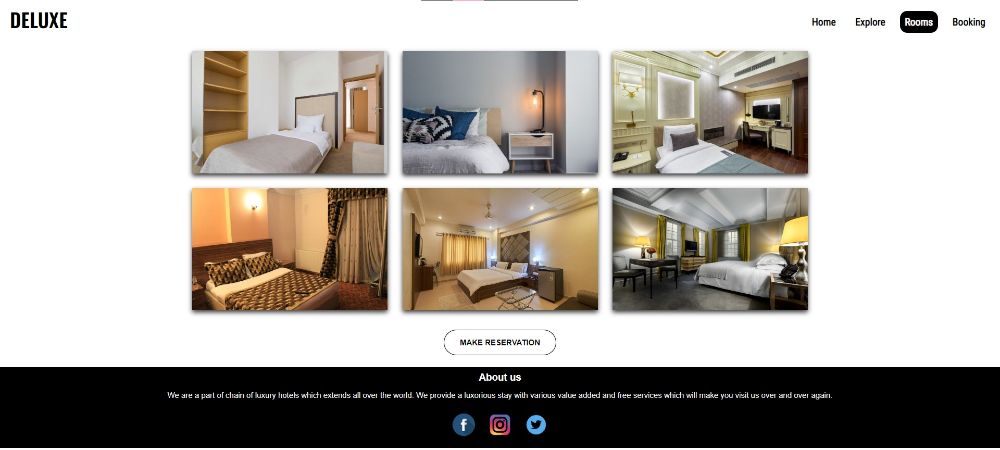 DELUXE
Home
Explore
Rooms
Booking
MAKE RESERVATION
About us
We are a part of chain of luxury hotels which extends all over the world. We provide a luxorious stay with various value added and free services which will make you visit us over and over again.